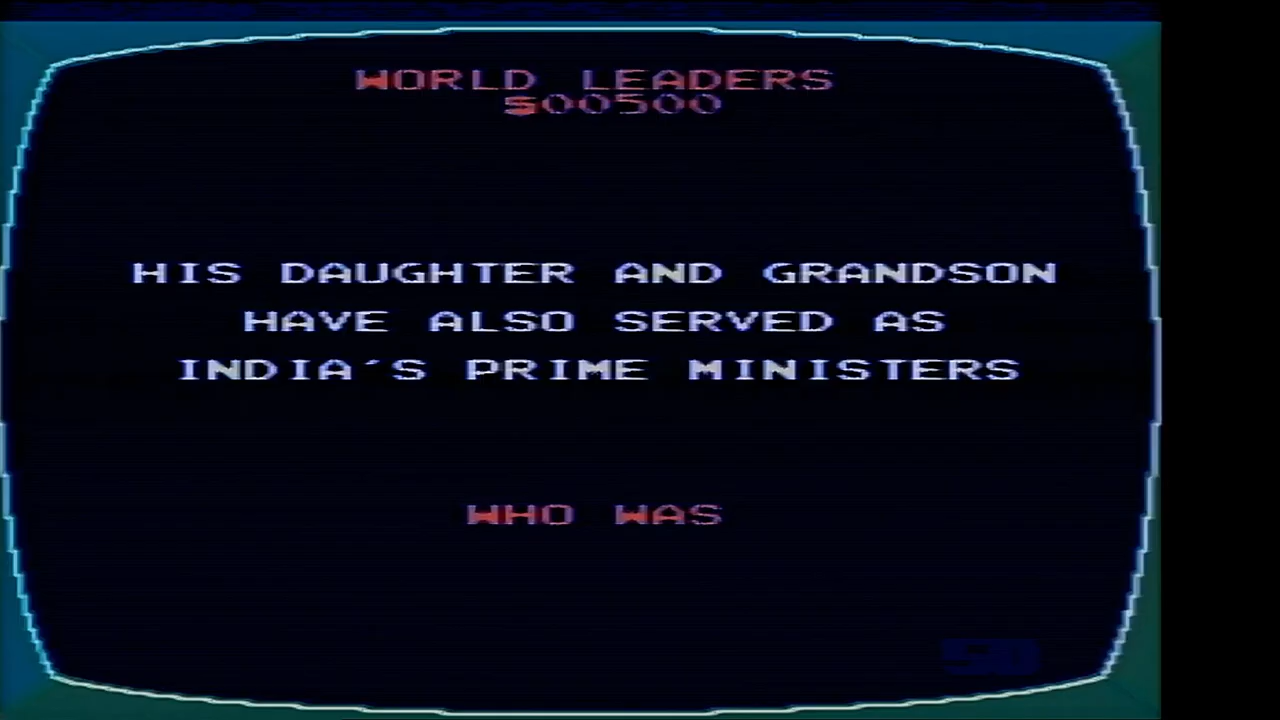 WORLD LEADERS
$00500
HIS DAUGHTER AND GRANDSON
HAVE ALSO SERVED AS
INDIA'S PRIME MINISTERS
WHO WAS